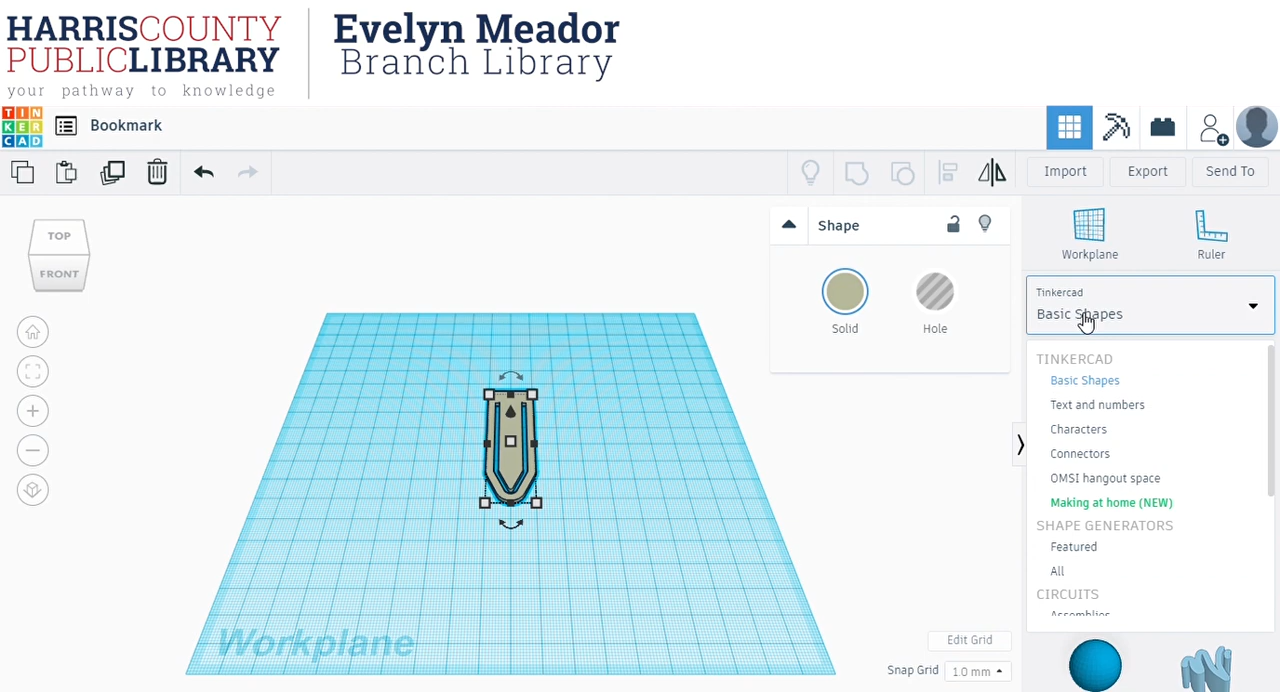 HARRISCOUNTY
PUBLICLIBRARY
your pathway to knowledge
Evelyn Meador
Branch Library
TIN
KER
CAD
Bookmark
Import
Export
Send To
TOP
FRONT
Shape
Solid
Hole
Workplane
Ruler
Tinkercad
Basic Shapes
TINKERCAD
Basic Shapes
Text and numbers
Characters
Connectors
OMSI hangout space
Making at home (NEW)
SHAPE GENERATORS
Featured
All
CIRCUITS
Assemblies
Workplane
Edit Grid
Snap Grid 1.0 mm